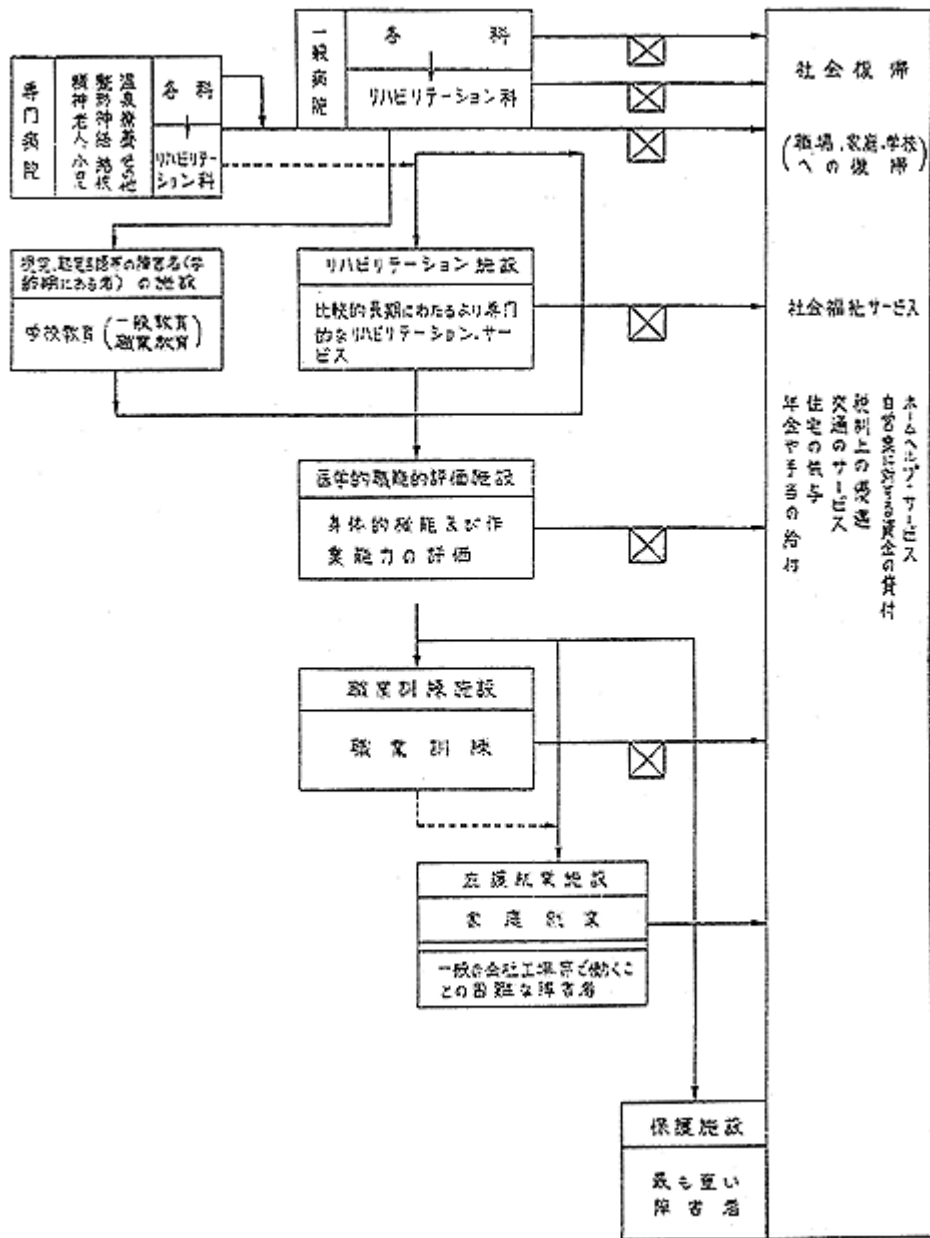 一般病院
各科
リハビリテーション科
専門病院
精神老人、小児
整形神経 結核
温泉療養 その他
各科
リハビリテーション科
社会復帰
(職場、家庭、学校
への復帰)
の施設
学校教育(一般教育
職業教育)
リハビリテーション施設
比較的長期にわたるより専門
的なリハビリテーション・サー
ビス
社会福祉サービス
ホームヘルプ・サービス
自営業に対する資金の貸付
税制上の優遇
交通のサービス
住宅の供与
年金や手当の給付
医学的職能的評価施設
身体的機能及び作
業能力の評価
職業訓練施設
職業訓練
庇護就業施設
家庭就業
一般の会社工場等で働くこ
との困難な障害者
保護施設
最も重い
障害者